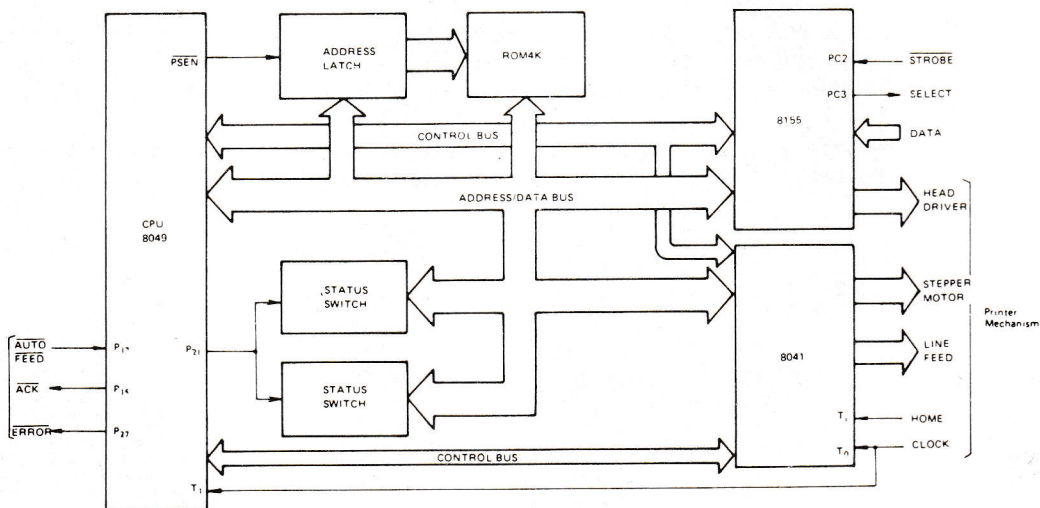 PSEN
ADDRESS
LATCH
ROM4K
PC2
STROBE
PC3
SELECT
8155
DATA
CONTROL BUS
ADDRESS/DATA BUS
HEAD
DRIVER
CPU
8049
STATUS
SWITCH
STEPPER
MOTOR
Printer
Mechanism
AUTO
FEED
P17
P21
8041
LINE
FEED
STATUS
SWITCH
ACK
P16
HOME
T1
ERROR
P27
CLOCK
T0
CONTROL BUS
T1